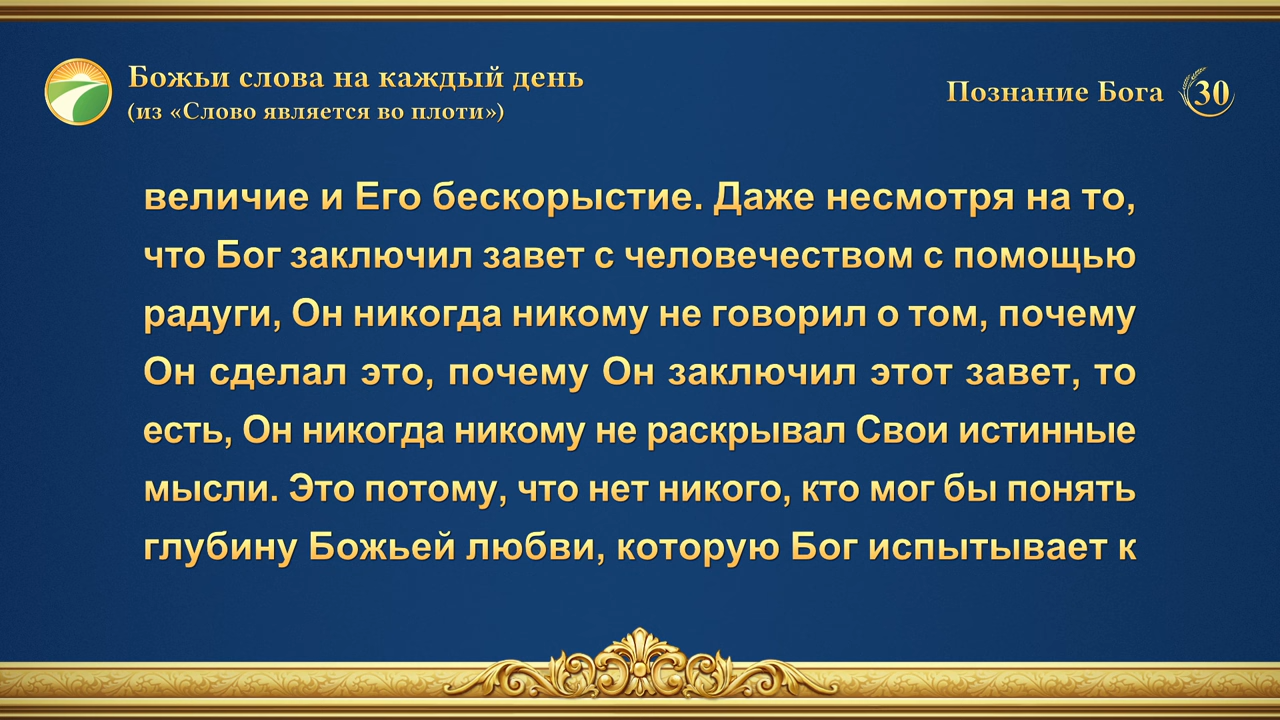 Божьи слова на каждый день
(из «Слово является во плоти»)
Познание Бога 30
величие и Его бескорыстие. Даже несмотря на то,
что Бог заключил завет с человечеством с помощью
радуги, Он никогда никому не говорил о том, почему
Он сделал это, почему Он заключил этот завет, то
есть, Он никогда никому не раскрывал Свои истинные
мысли. Это потому, что нет никого, кто мог бы понять
глубину Божьей любви, которую Бог испытывает к